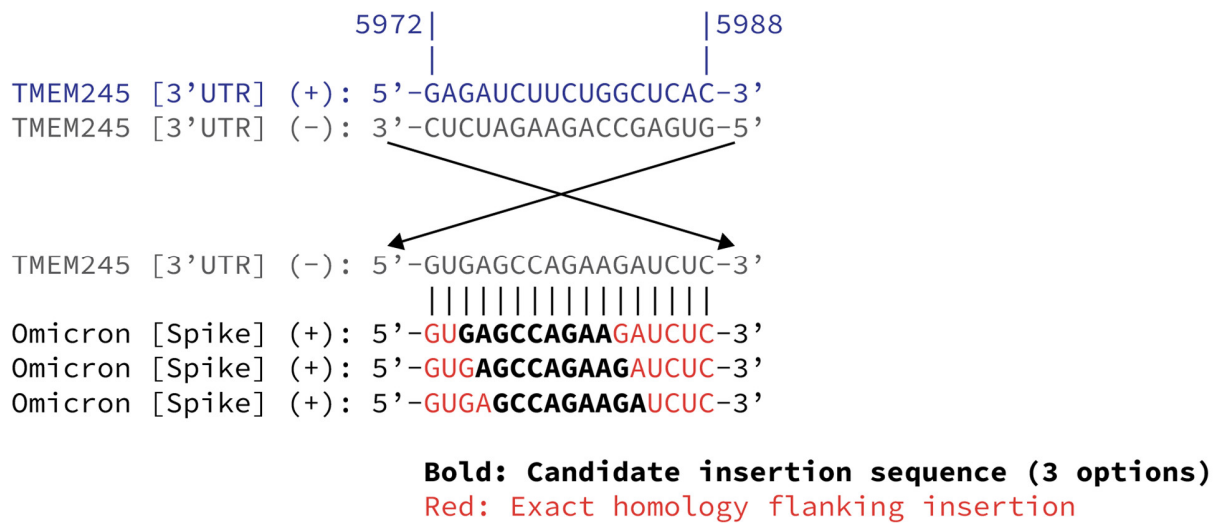 5972| |5988
TMEM245 [3’UTR] (+): 5’-GAGAUCUUCUGGCUCAC-3’
TMEM245 [3’UTR] (-): 3’-CUCUAGAAGACCGAGUG-5’
TMEM245 [3’UTR] (-): 5’-GUGAGCCAGAAGAUCUC-3’
Omicron [Spike] (+): 5’-GUGAGCCAGAAGAUCUC-3’
Omicron [Spike] (+): 5’-GUGAGCCAGAAGAUCUC-3’
Omicron [Spike] (+): 5’-GUGAGCCAGAAGAUCUC-3’
Bold: Candidate insertion sequence (3 options)
Red: Exact homology flanking insertion